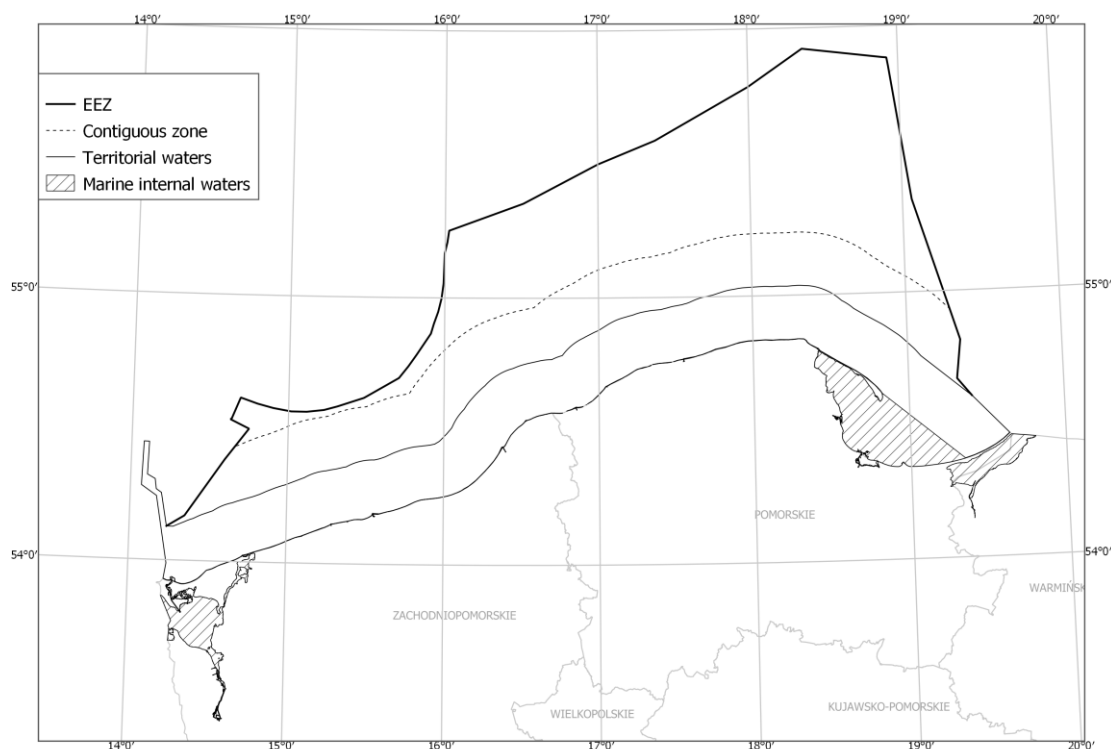 14°0' 15°0' 16°0' 17°0' 18°0' 19°0' 20°0'
EEZ
Contiguous zone
Territorial waters
Marine internal waters
55°0' 55°0'
POMORSKIE
54°0' 54°0'
WARMIŃSK
ZACHODNIOPOMORSKIE
WIELKOPOLSKIE
KUJAWSKO-POMORSKIE
14°0' 15°0' 16°0' 17°0' 18°0' 19°0' 20°0'